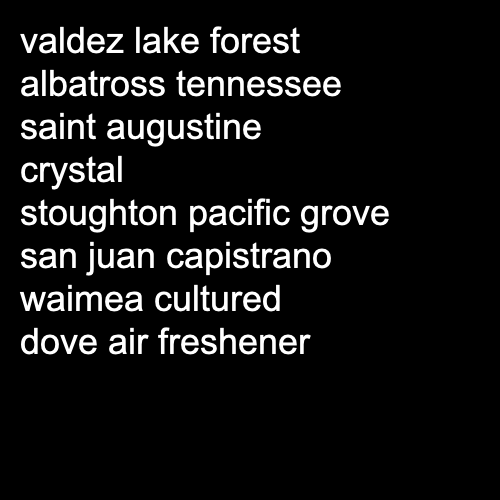 valdez lake forest
albatross tennessee
saint augustine
crystal
stoughton pacific grove
san juan capistrano
waimea cultured
dove air freshener